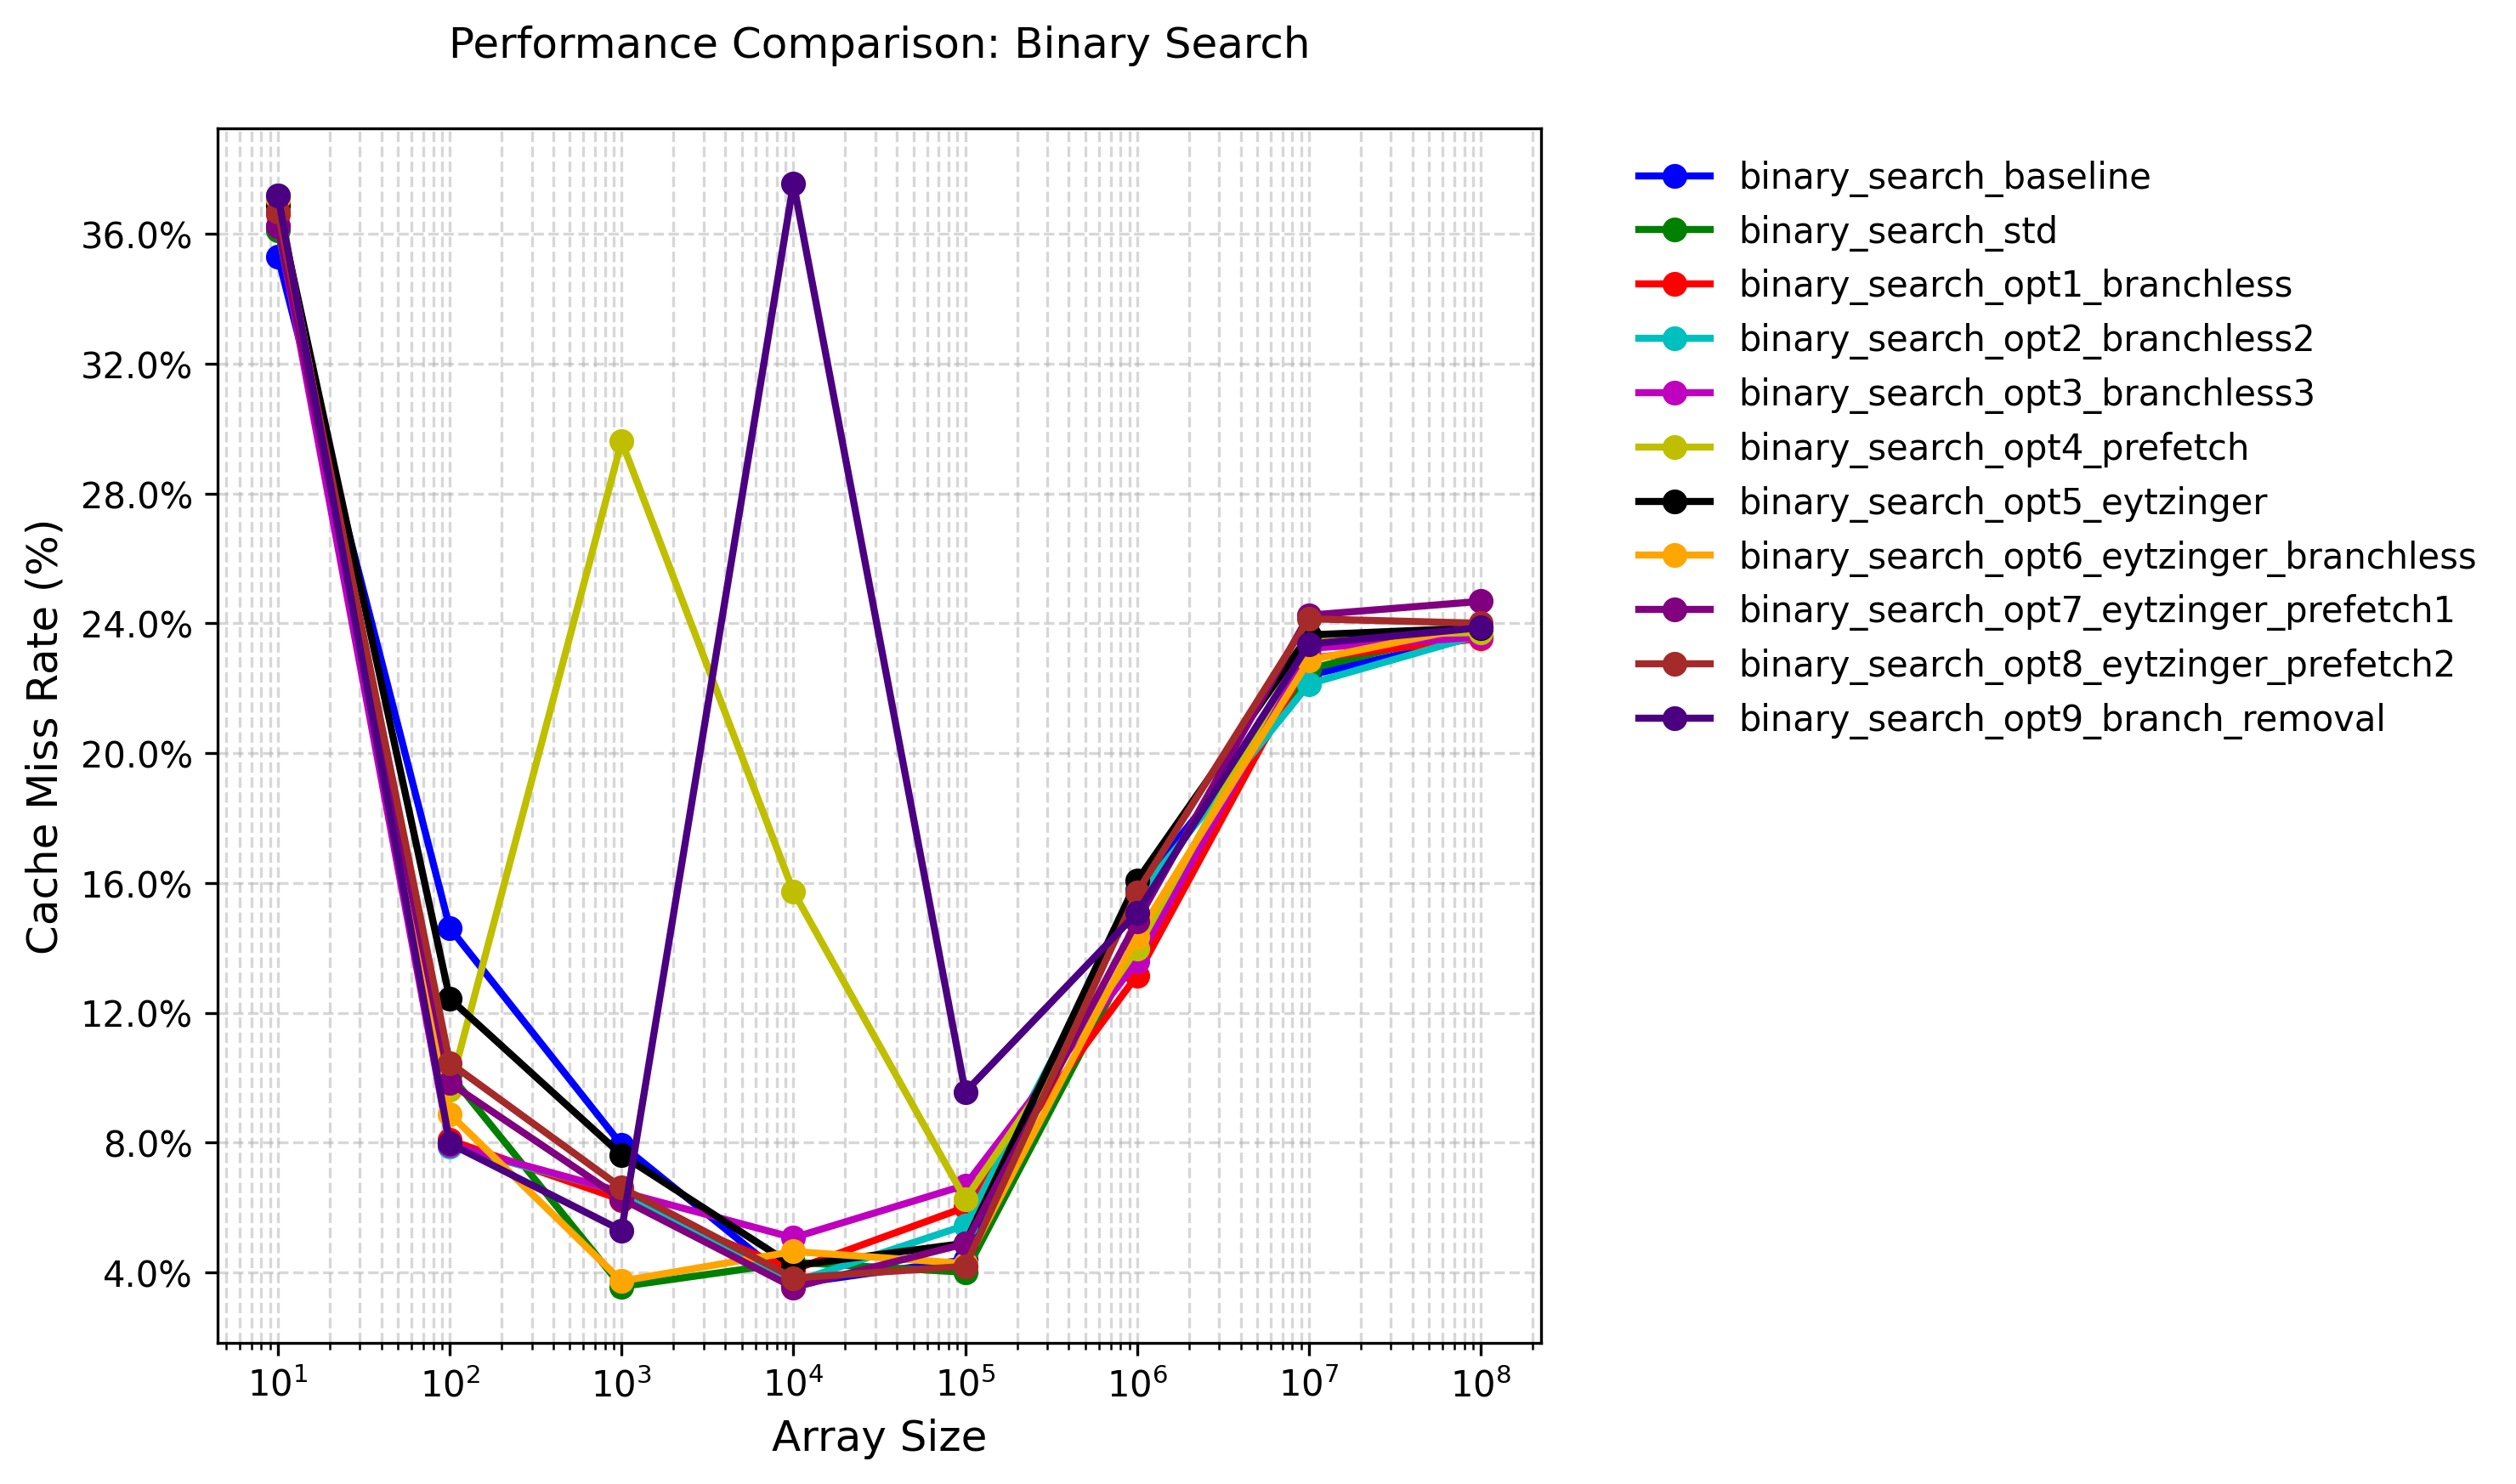 Performance Comparison: Binary Search
Cache Miss Rate (%)
36.0%
32.0%
28.0%
24.0%
20.0%
16.0%
12.0%
8.0%
4.0%
10¹ 10² 10³ 10⁴ 10⁵ 10⁶ 10⁷ 10⁸
Array Size
binary_search_baseline
binary_search_std
binary_search_opt1_branchless
binary_search_opt2_branchless2
binary_search_opt3_branchless3
binary_search_opt4_prefetch
binary_search_opt5_eytzinger
binary_search_opt6_eytzinger_branchless
binary_search_opt7_eytzinger_prefetch1
binary_search_opt8_eytzinger_prefetch2
binary_search_opt9_branch_removal